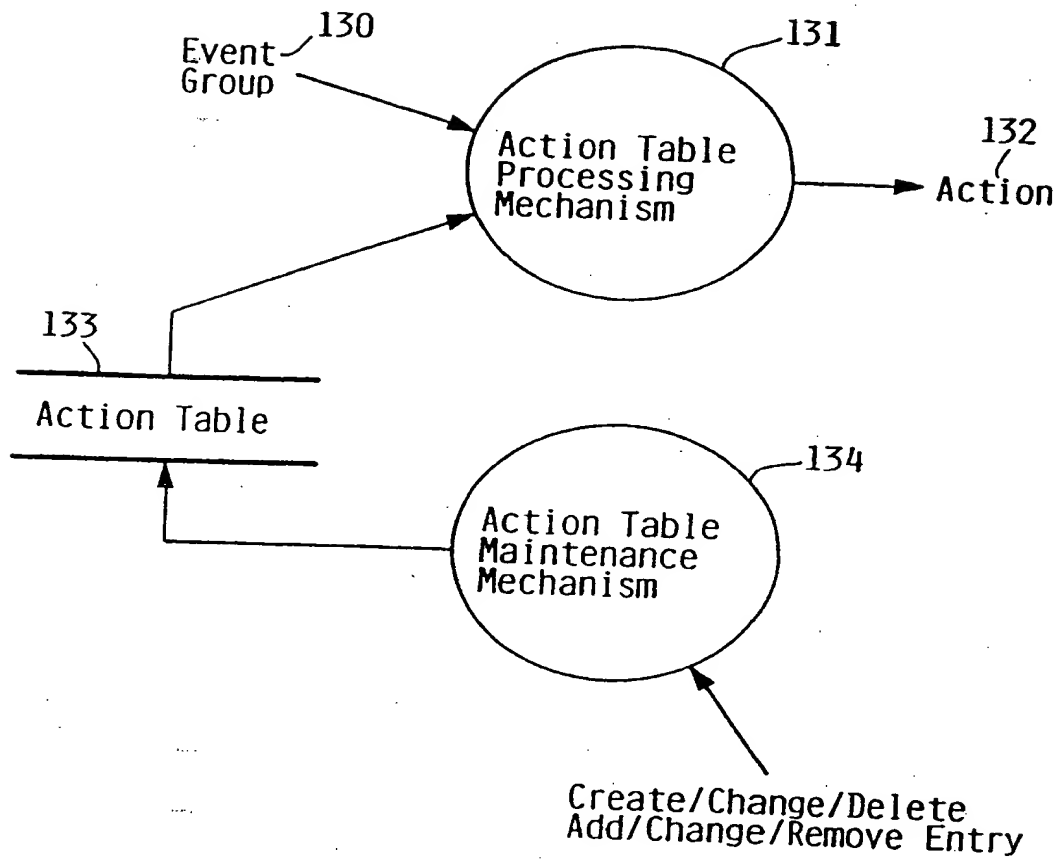 130
Event
Group
131
Action Table
Processing
Mechanism
132
Action
133
Action Table
134
Action Table
Maintenance
Mechanism
Create/Change/Delete
Add/Change/Remove Entry